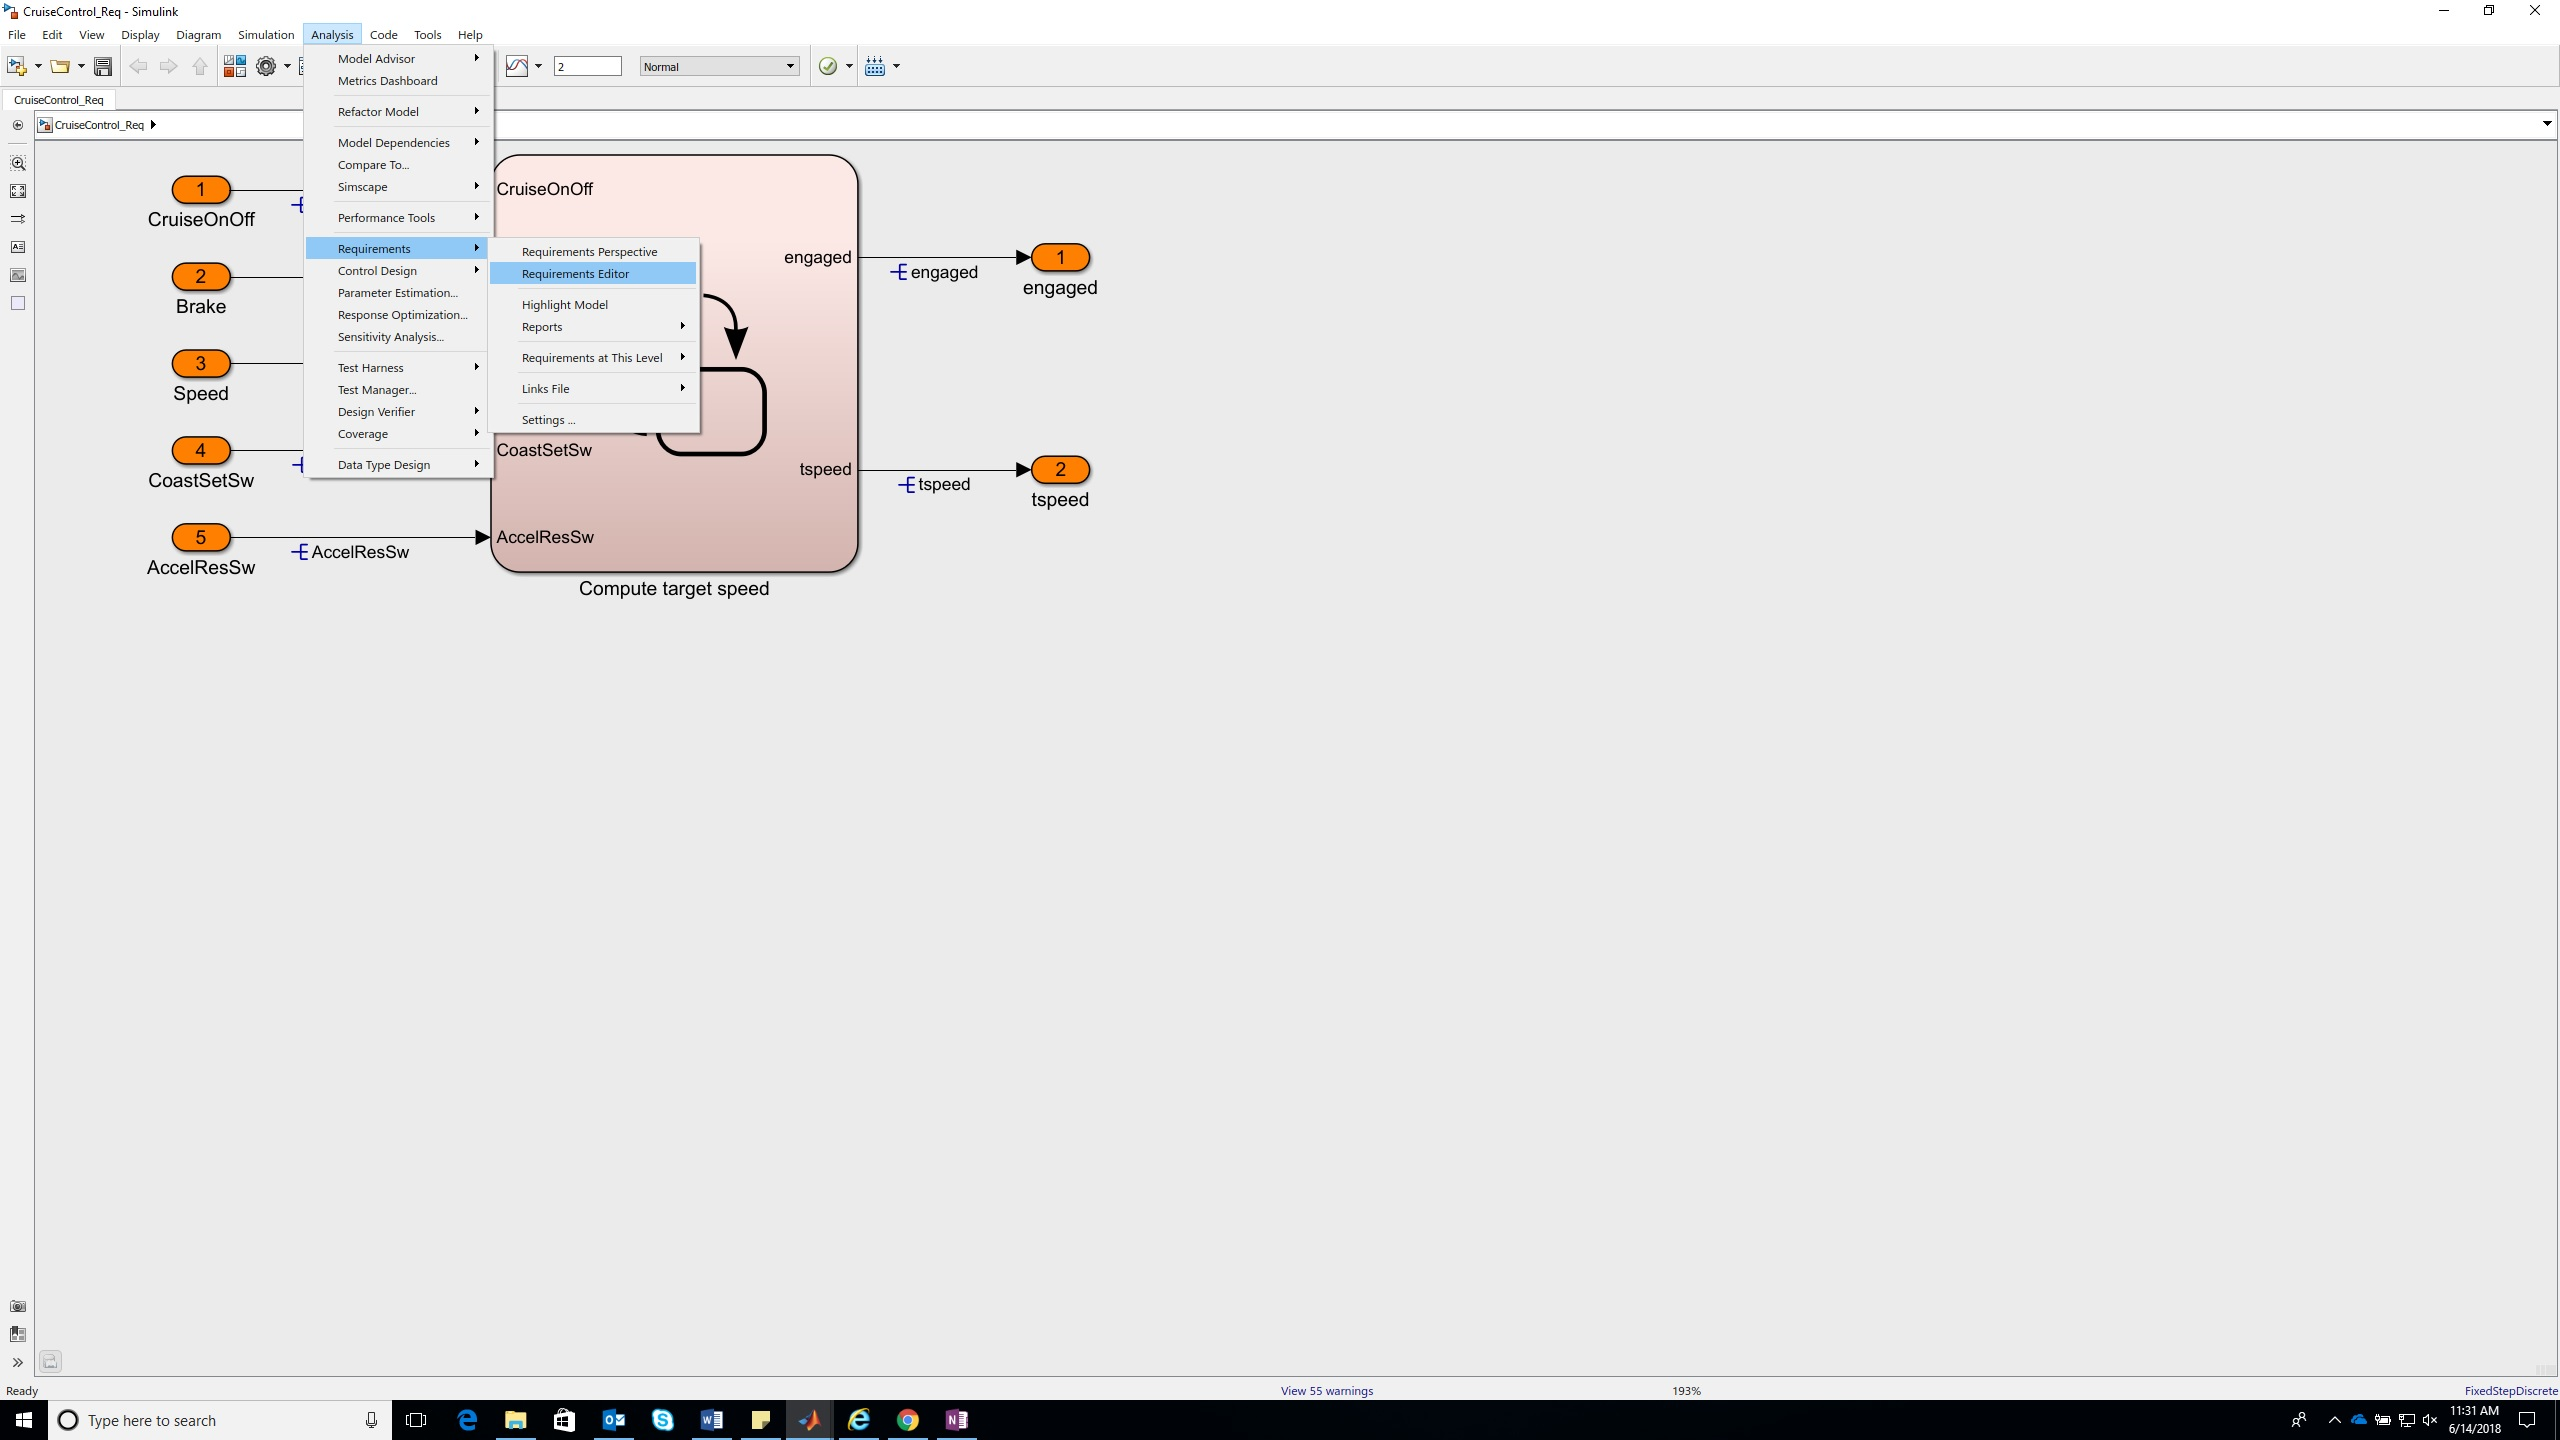 CruiseControl_Req - Simulink
File Edit View Display Diagram Simulation Analysis Code Tools Help
2 Normal
CruiseControl_Req
CruiseControl_Req
Model Advisor
Metrics Dashboard
Refactor Model
Model Dependencies
Compare To...
Simscape
Performance Tools
Requirements
Control Design
Parameter Estimation...
Response Optimization...
Sensitivity Analysis...
Test Harness
Test Manager...
Design Verifier
Coverage
Data Type Design
Requirements Perspective
Requirements Editor
Highlight Model
Reports
Requirements at This Level
Links File
Settings ...
1
CruiseOnOff
2
Brake
3
Speed
4
CoastSetSw
5
AccelResSw
AccelResSw
CruiseOnOff
CoastSetSw
AccelResSw
engaged
tspeed
Compute target speed
engaged
1
engaged
tspeed
2
tspeed
Ready View 55 warnings 193% FixedStepDiscrete
Type here to search
11:31 AM
6/14/2018